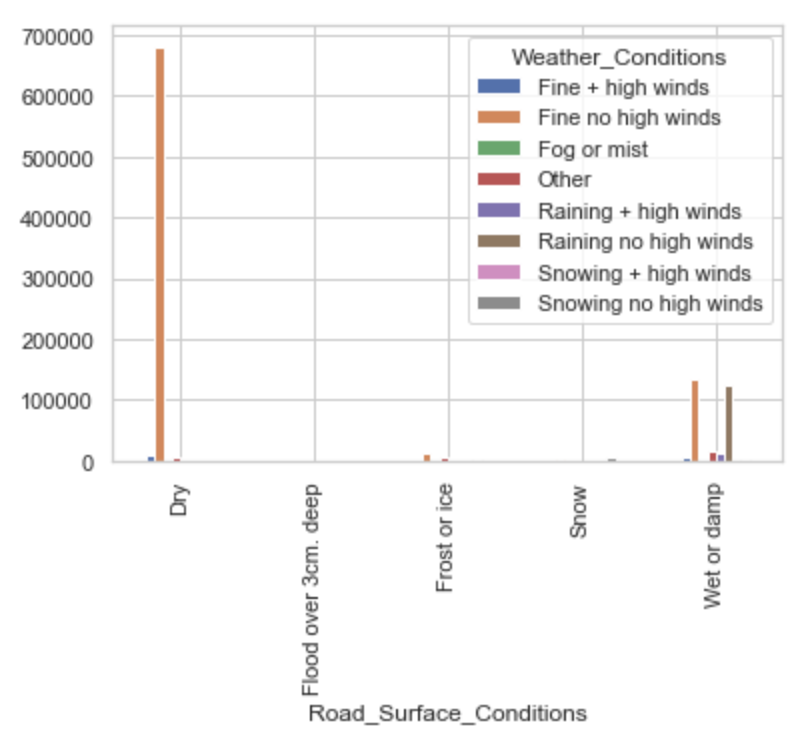 700000
600000
500000
400000
300000
200000
100000
0
Weather_Conditions
Fine + high winds
Fine no high winds
Fog or mist
Other
Raining + high winds
Raining no high winds
Snowing + high winds
Snowing no high winds
Dry
Flood over 3cm. deep
Frost or ice
Snow
Wet or damp
Road_Surface_Conditions